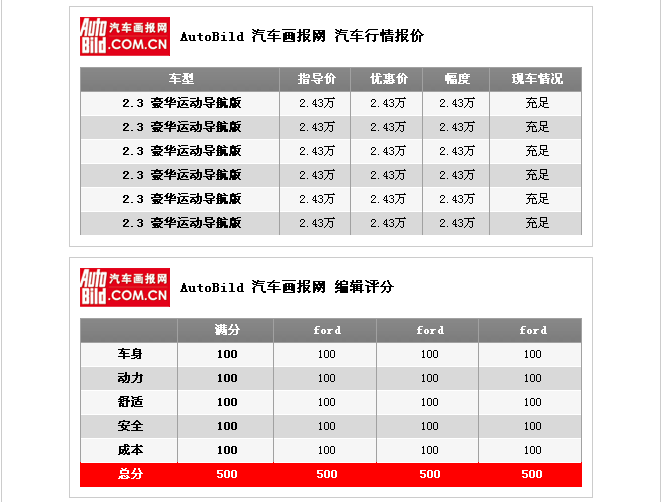 Auto Bild 汽车画报网 .COM.CN
AutoBild 汽车画报网 汽车行情报价
车型 指导价 优惠价 幅度 现车情况
2.3 豪华运动导航版 2.43万 2.43万 2.43万 充足
2.3 豪华运动导航版 2.43万 2.43万 2.43万 充足
2.3 豪华运动导航版 2.43万 2.43万 2.43万 充足
2.3 豪华运动导航版 2.43万 2.43万 2.43万 充足
2.3 豪华运动导航版 2.43万 2.43万 2.43万 充足
2.3 豪华运动导航版 2.43万 2.43万 2.43万 充足
Auto Bild 汽车画报网 .COM.CN
AutoBild 汽车画报网 编辑评分
满分 ford ford ford
车身 100 100 100 100
动力 100 100 100 100
舒适 100 100 100 100
安全 100 100 100 100
成本 100 100 100 100
总分 500 500 500 500